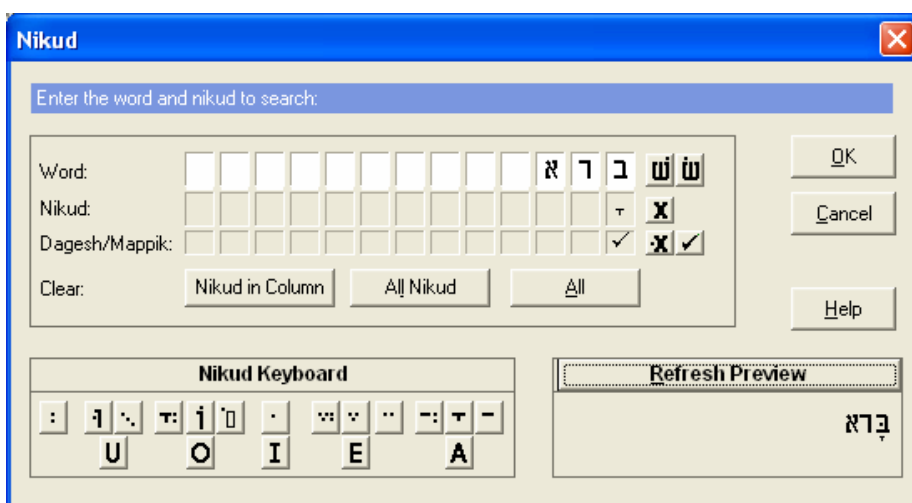 Nikud
Enter the word and nikud to search:
Word: א ר ב שׁ שׂ
Nikud: ָ X
Dagesh/Mappik: ✓ ·X ✓
Clear: Nikud in Column All Nikud All
OK
Cancel
Help
Nikud Keyboard
U O I E A
Refresh Preview
בָּרא